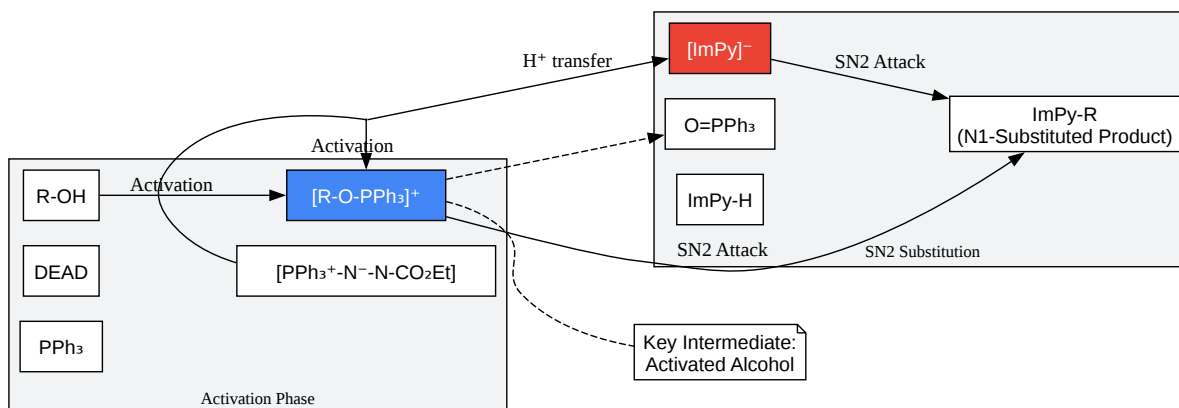 [ImPy]⁻
SN2 Attack
H⁺ transfer
O=PPh₃
ImPy-R
(N1-Substituted Product)
Activation
R-OH
Activation
[R-O-PPh₃]⁺
ImPy-H
SN2 Attack
SN2 Substitution
DEAD
[PPh₃⁺-N⁻-N-CO₂Et]
PPh₃
Key Intermediate:
Activated Alcohol
Activation Phase